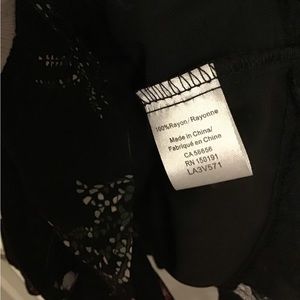 100%Rayon/Rayonne
Made in China/
Fabriqué en Chine
CA 56656
RN 150191
LA3V571